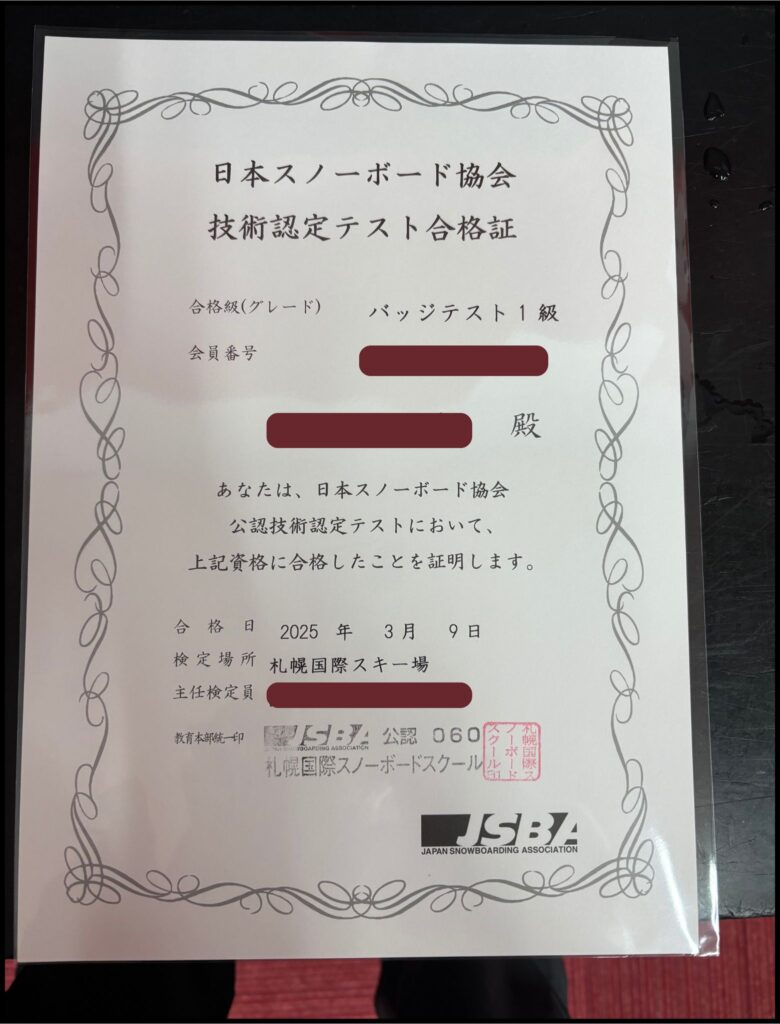 日本スノーボード協会
技術認定テスト合格証
合格級(グレード) バッジテスト1級
会員番号
殿
あなたは、日本スノーボード協会
公認技術認定テストにおいて、
上記資格に合格したことを証明します。
合格日 2025年 3月 9日
検定場所 札幌国際スキー場
主任検定員
教育本部統一印 JSBA 公認 060
SNOWBOARDING ASSOCIATION
札幌国際スノーボードスクール
札幌国際スノーボードスクール印
JSBA
JAPAN SNOWBOARDING ASSOCIATION